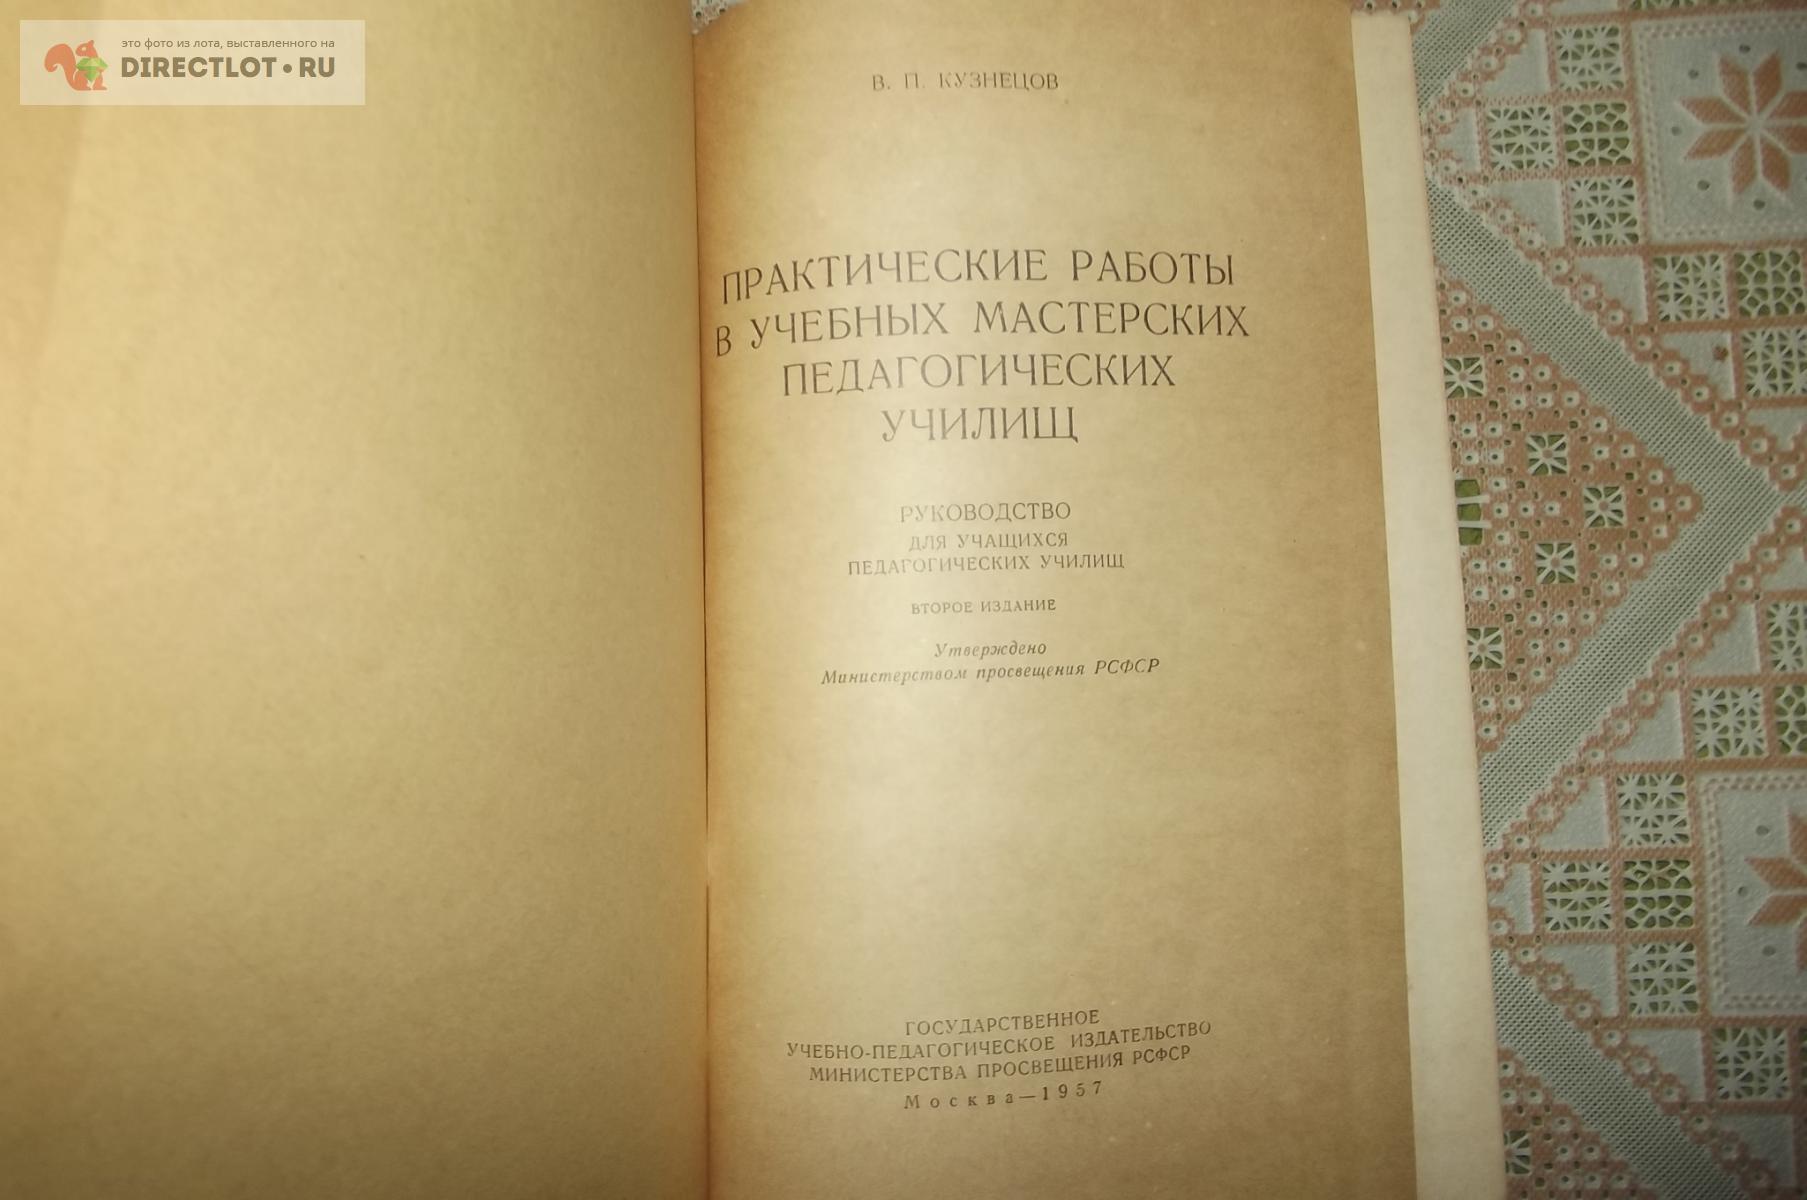 это фото из лота, выставленного на
DIRECTLOT • RU
В. П. КУЗНЕЦОВ
ПРАКТИЧЕСКИЕ РАБОТЫ
В УЧЕБНЫХ МАСТЕРСКИХ
ПЕДАГОГИЧЕСКИХ
УЧИЛИЩ
РУКОВОДСТВО
ДЛЯ УЧАЩИХСЯ
ПЕДАГОГИЧЕСКИХ УЧИЛИЩ
ВТОРОЕ ИЗДАНИЕ
Утверждено
Министерством просвещения РСФСР
ГОСУДАРСТВЕННОЕ
УЧЕБНО-ПЕДАГОГИЧЕСКОЕ ИЗДАТЕЛЬСТВО
МИНИСТЕРСТВА ПРОСВЕЩЕНИЯ РСФСР
Москва — 1957